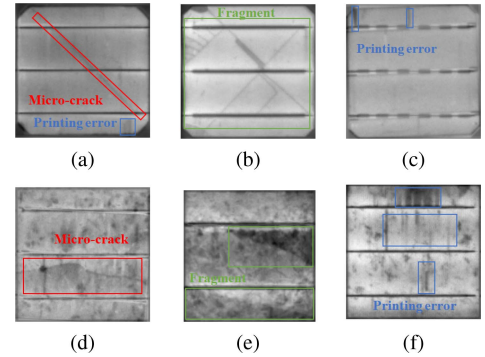 Fragment
Printing error
Micro-crack
Printing error
(a)
(b)
(c)
Micro-crack
Fragment
Printing error
(d)
(e)
(f)